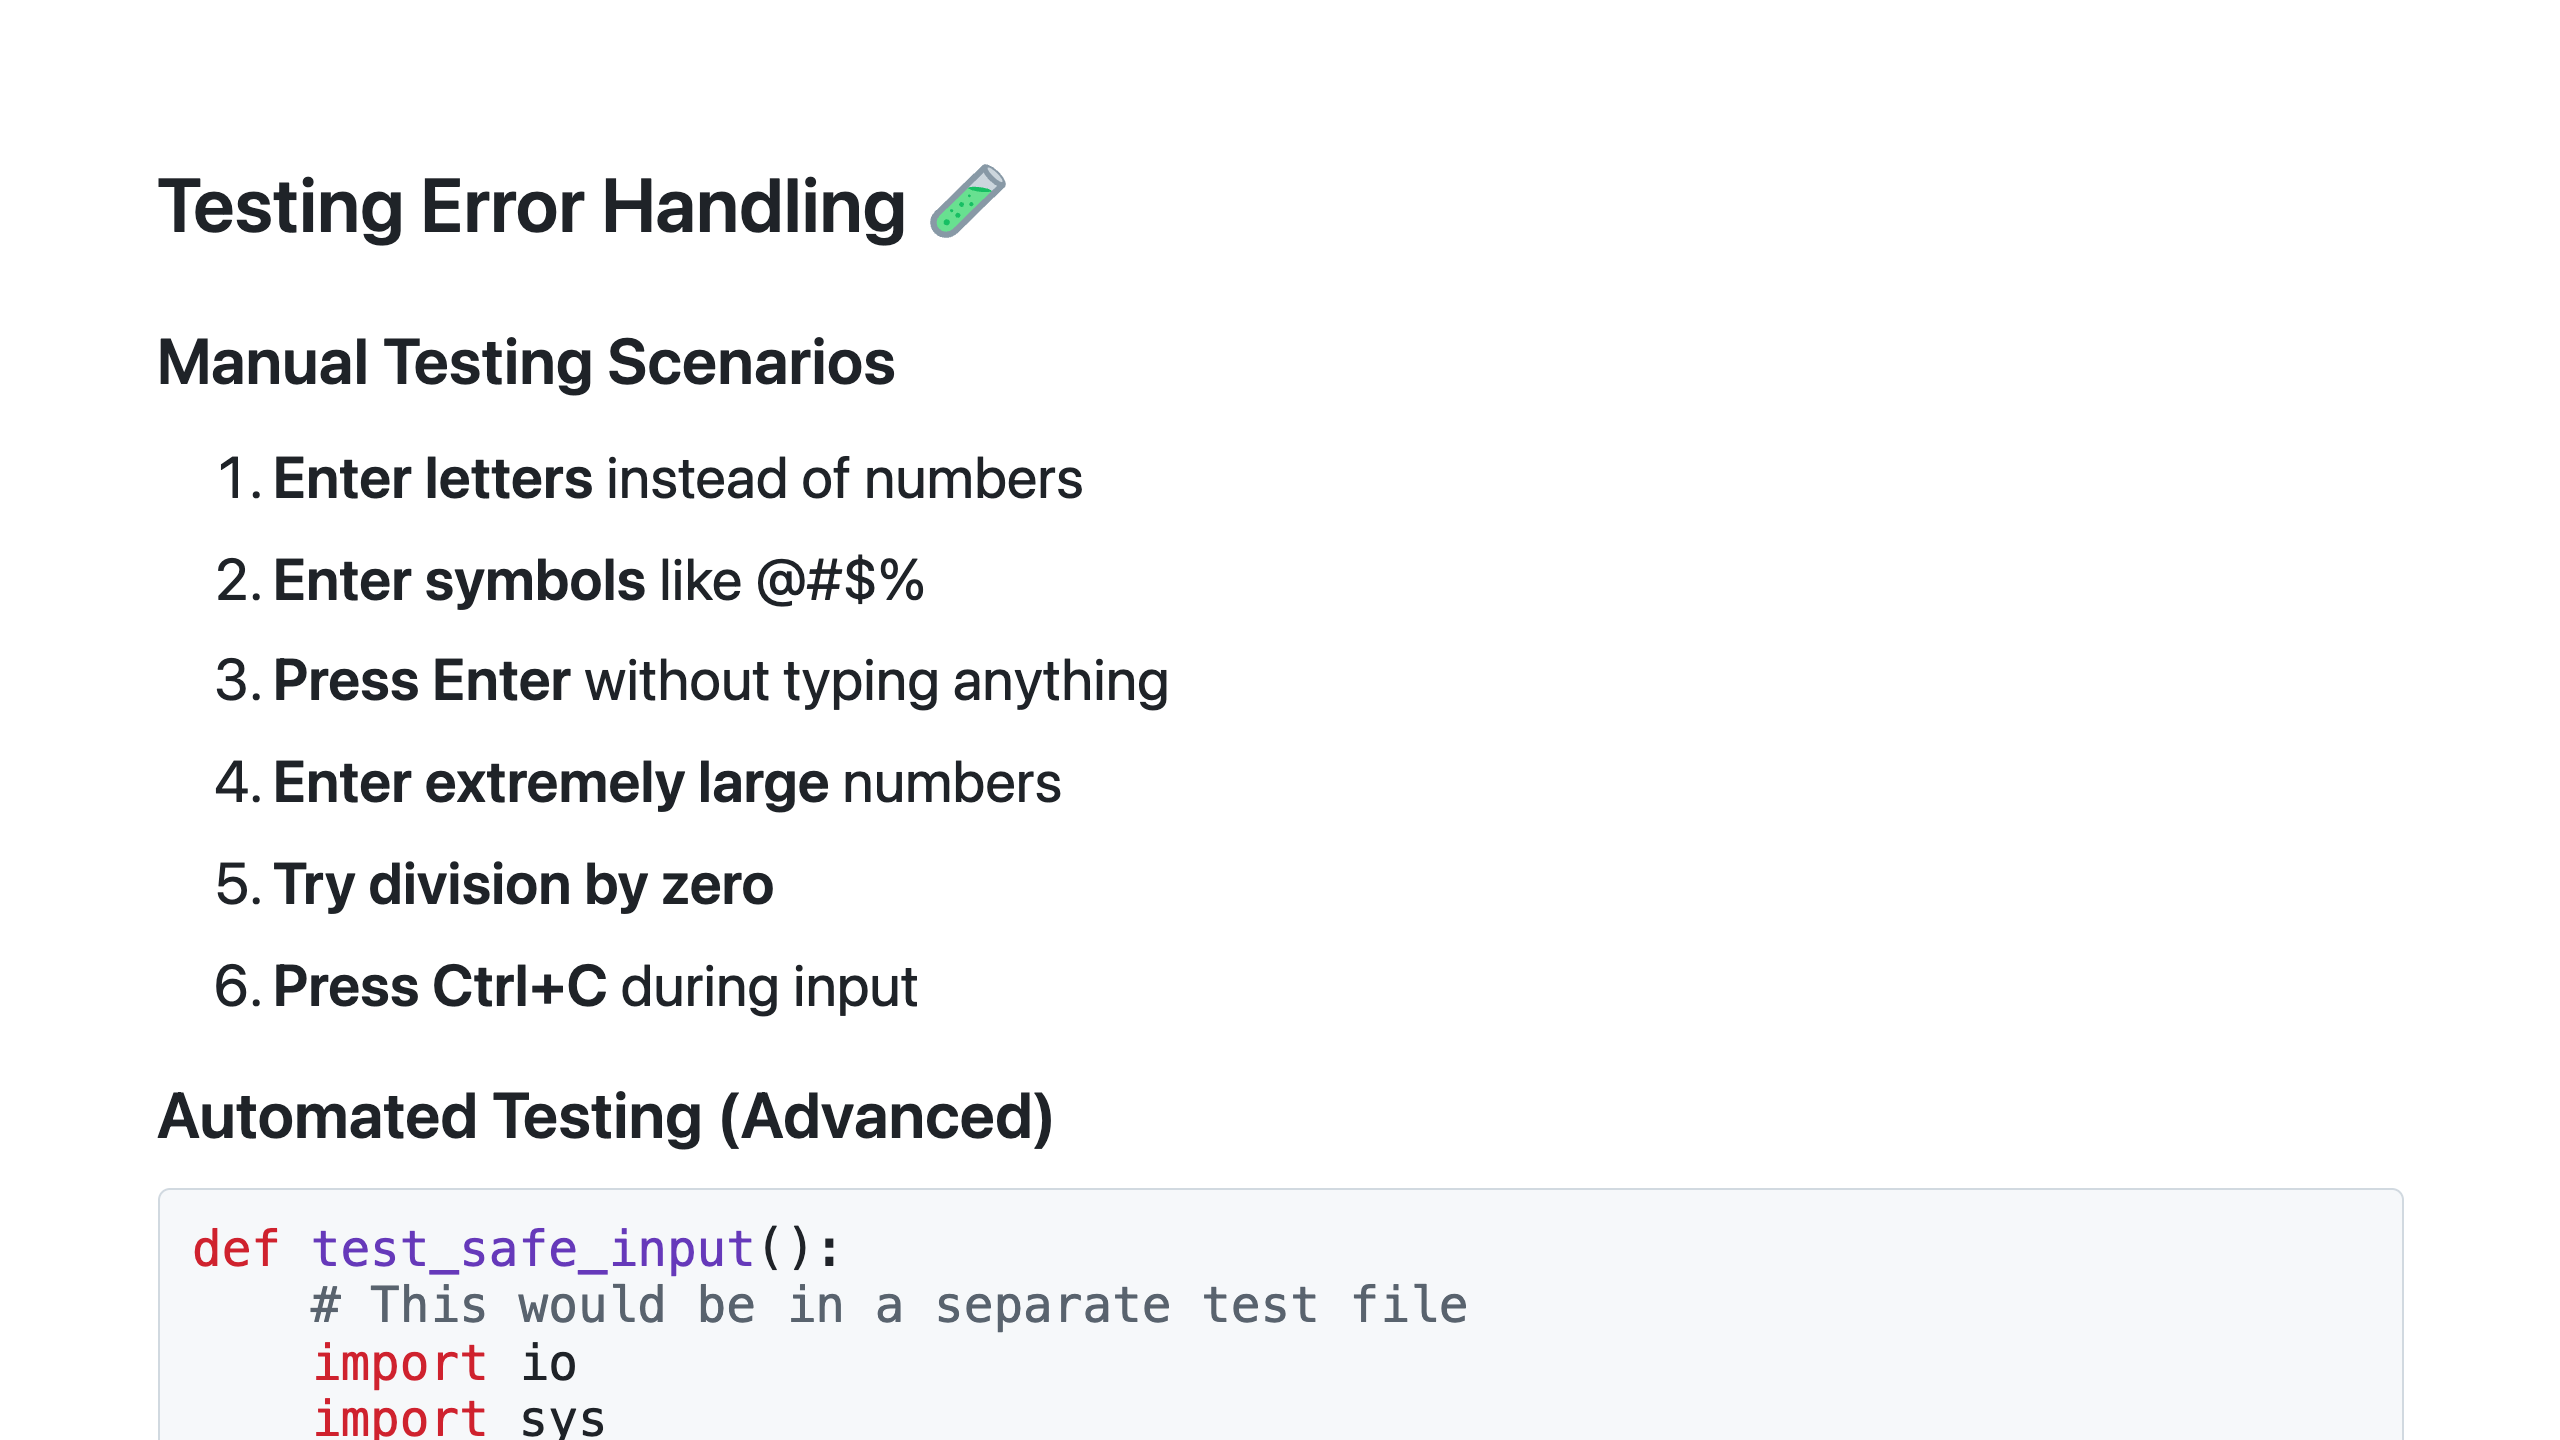 Testing Error Handling 🧪
Manual Testing Scenarios
1. Enter letters instead of numbers
2. Enter symbols like @#$%
3. Press Enter without typing anything
4. Enter extremely large numbers
5. Try division by zero
6. Press Ctrl+C during input
Automated Testing (Advanced)
def test_safe_input():
    # This would be in a separate test file
    import io
    import sys